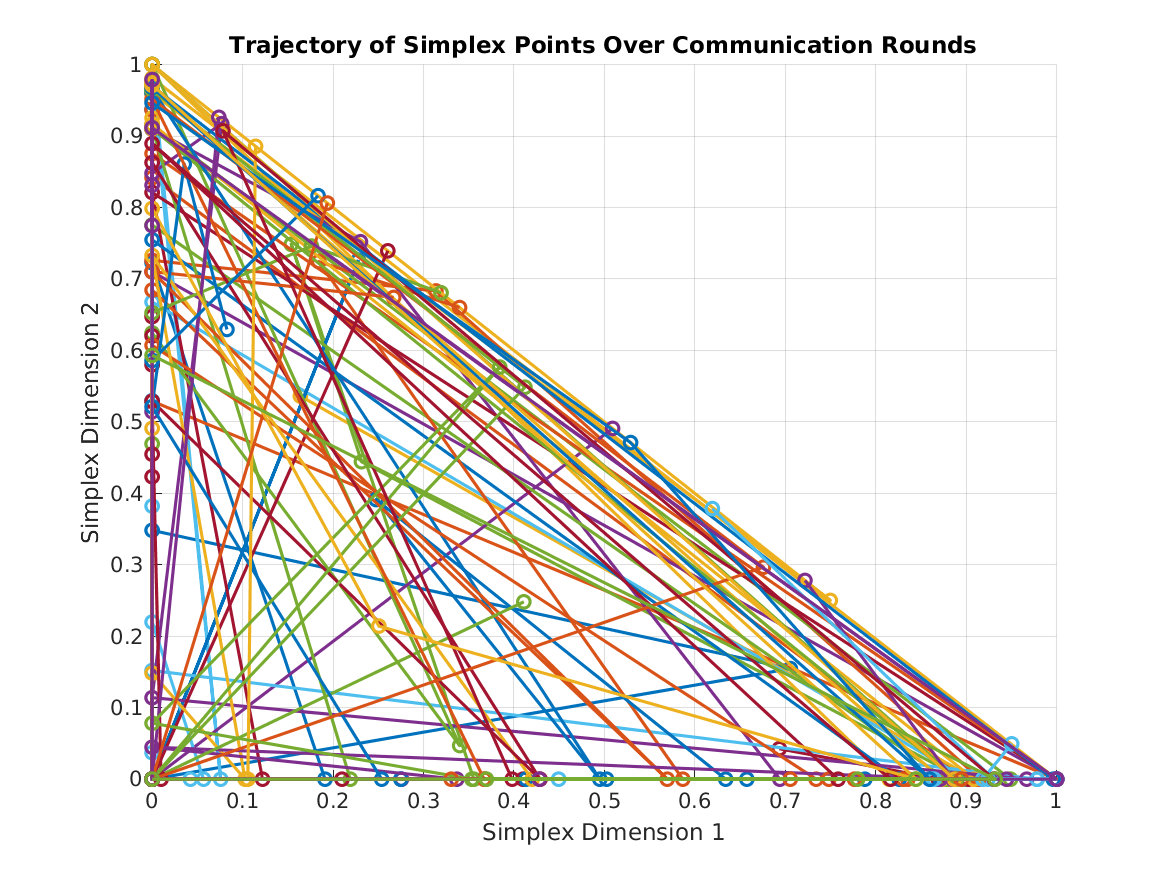 Trajectory of Simplex Points Over Communication Rounds
Simplex Dimension 2
1
0.9
0.8
0.7
0.6
0.5
0.4
0.3
0.2
0.1
0
0 0.1 0.2 0.3 0.4 0.5 0.6 0.7 0.8 0.9 1
Simplex Dimension 1